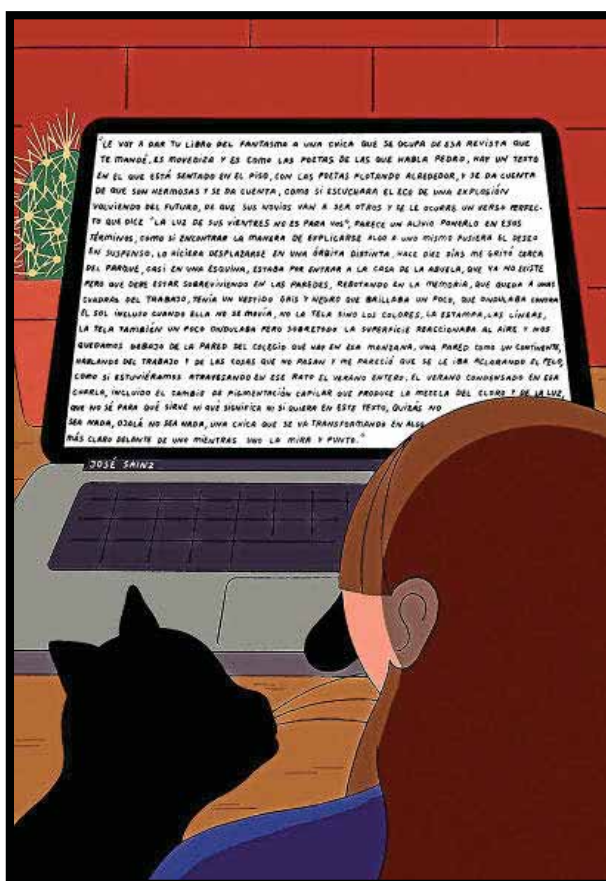 "LE VOY A DAR TU LIBRO DEL FANTASMA A UNA CHICA QUE SE OCUPA DE ESA REVISTA QUE
TE MANDÉ, ES MOVEDIZA Y ES COMO LAS POETAS DE LAS QUE HABLA PEDRO, HAY UN TEXTO
EN EL QUE ESTÁ SENTADO EN EL PISO, CON LAS POETAS FLOTANDO ALREDEDOR, Y SE DA CUENTA
DE QUE SON HERMOSAS Y SE DA CUENTA, COMO SI ESCUCHARA EL ECO DE UNA EXPLOSIÓN
VOLVIENDO DEL FUTURO, DE QUE SUS NOVIOS VAN A SER OTROS Y SE LE OCURRE UN VERSO PERFEC-
TO QUE DICE "LA LUZ DE SUS VIENTRES NO ES PARA VOS", PARECE UN ALIVIO PONERLO EN ESOS
TÉRMINOS, COMO SI ENCONTRAR LA MANERA DE EXPLICARSE ALGO A UNO MISMO PUSIERA EL DESEO
EN SUSPENSO, LO HICIERA DESPLAZARSE EN UNA ÓRBITA DISTINTA, HACE DIEZ DÍAS ME GRITÓ CERCA
DEL PARQUE, CASI EN UNA ESQUINA, ESTABA POR ENTRAR A LA CASA DE LA ABUELA, QUE YA NO EXISTE
PERO QUE DEBE ESTAR SOBREVIVIENDO EN LAS PAREDES, REBOTANDO EN LA MEMORIA, QUE QUEDA A UNAS
CUADRAS DEL TRABAJO, TENÍA UN VESTIDO GRIS Y NEGRO QUE BRILLABA UN POCO, QUE ONDULABA CONTRA
EL SOL INCLUSO CUANDO ELLA NO SE MOVÍA, NO LA TELA SINO LOS COLORES, LA ESTAMPA, LAS LÍNEAS,
LA TELA TAMBIÉN UN POCO ONDULABA PERO SOBRETODO LA SUPERFICIE REACCIONABA AL AIRE Y NOS
QUEDAMOS DEBAJO DE LA PARED DEL COLEGIO QUE HAY EN ESA MANZANA, UNA PARED COMO UN CONTINENTE,
HABLANDO DEL TRABAJO Y DE LAS COSAS QUE NO PASAN Y ME PARECIÓ QUE SE LE IBA ACLARANDO EL PELO,
COMO SI ESTUVIÉRAMOS ATRAVESANDO EN ESE RATO EL VERANO ENTERO, EL VERANO CONDENSADO EN ESA
CHARLA, INCLUIDO EL CAMBIO DE PIGMENTACIÓN CAPILAR QUE PRODUCE LA MEZCLA DEL CLORO Y DE LA LUZ,
QUE NO SÉ PARA QUÉ SIRVE NI QUÉ SIGNIFICA NI SI QUIERA EN ESTE TEXTO, QUIZÁS NO
SEA NADA, OJALÁ NO SEA NADA, UNA CHICA QUE SE VA TRANSFORMANDO EN ALGO
MÁS CLARO DELANTE DE UNO MIENTRAS UNO LA MIRA Y PUNTO."
JOSÉ SAINZ